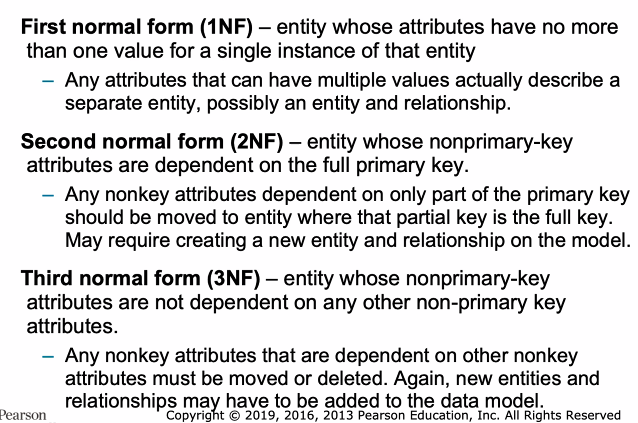 First normal form (1NF) – entity whose attributes have no more
than one value for a single instance of that entity
– Any attributes that can have multiple values actually describe a
separate entity, possibly an entity and relationship.
Second normal form (2NF) – entity whose nonprimary-key
attributes are dependent on the full primary key.
– Any nonkey attributes dependent on only part of the primary key
should be moved to entity where that partial key is the full key.
May require creating a new entity and relationship on the model.
Third normal form (3NF) – entity whose nonprimary-key
attributes are not dependent on any other non-primary key
attributes.
– Any nonkey attributes that are dependent on other nonkey
attributes must be moved or deleted. Again, new entities and
relationships may have to be added to the data model.
Pearson Copyright © 2019, 2016, 2013 Pearson Education, Inc. All Rights Reserved